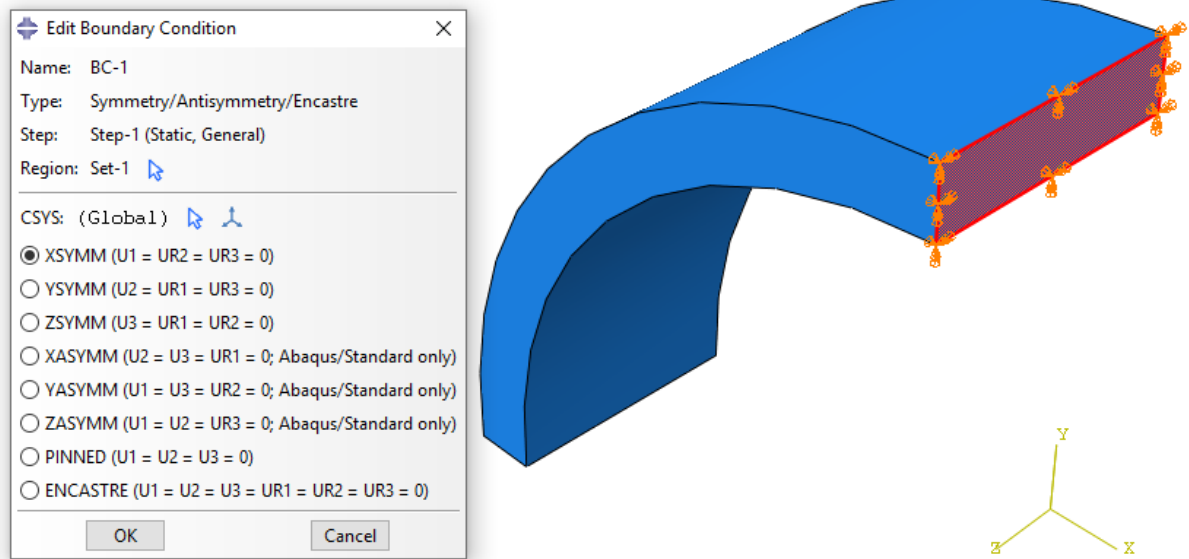 Edit Boundary Condition
Name: BC-1
Type: Symmetry/Antisymmetry/Encastre
Step: Step-1 (Static, General)
Region: Set-1
CSYS: (Global)
XSYMM (U1 = UR2 = UR3 = 0)
YSYMM (U2 = UR1 = UR3 = 0)
ZSYMM (U3 = UR1 = UR2 = 0)
XASYMM (U2 = U3 = UR1 = 0; Abaqus/Standard only)
YASYMM (U1 = U3 = UR2 = 0; Abaqus/Standard only)
ZASYMM (U1 = U2 = UR3 = 0; Abaqus/Standard only)
PINNED (U1 = U2 = U3 = 0)
ENCASTRE (U1 = U2 = U3 = UR1 = UR2 = UR3 = 0)
OK Cancel
Y
Z X